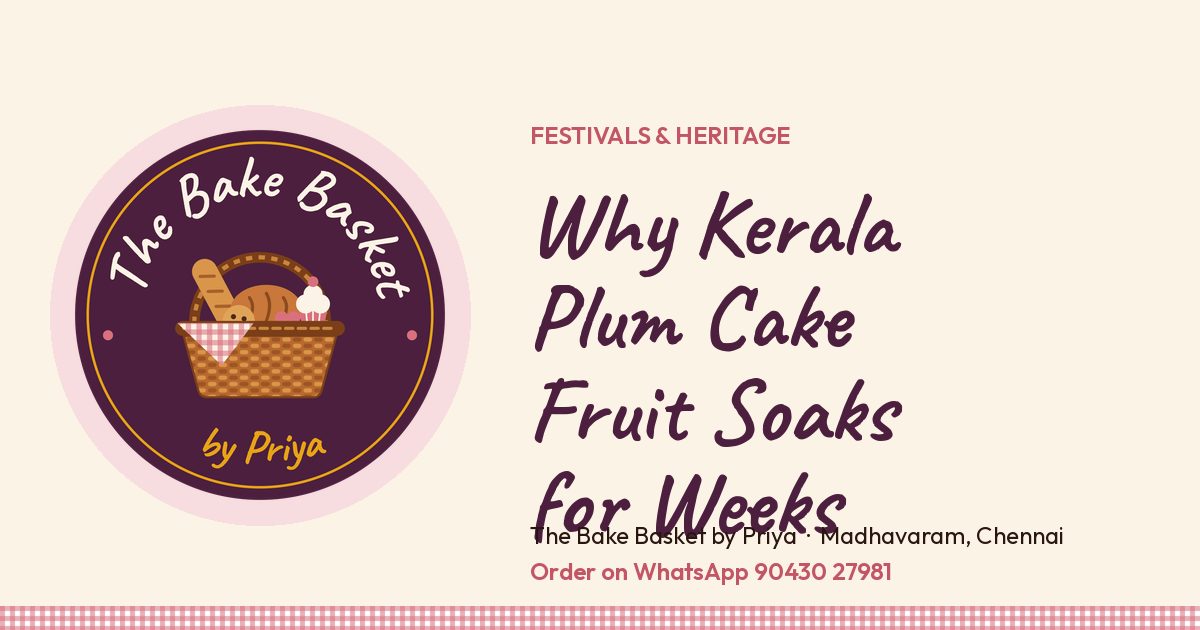 The Bake Basket
by Priya
FESTIVALS & HERITAGE
Why Kerala
Plum Cake
Fruit Soaks
for Weeks
The Bake Basket by Priya · Madhavaram, Chennai
Order on WhatsApp 90430 27981